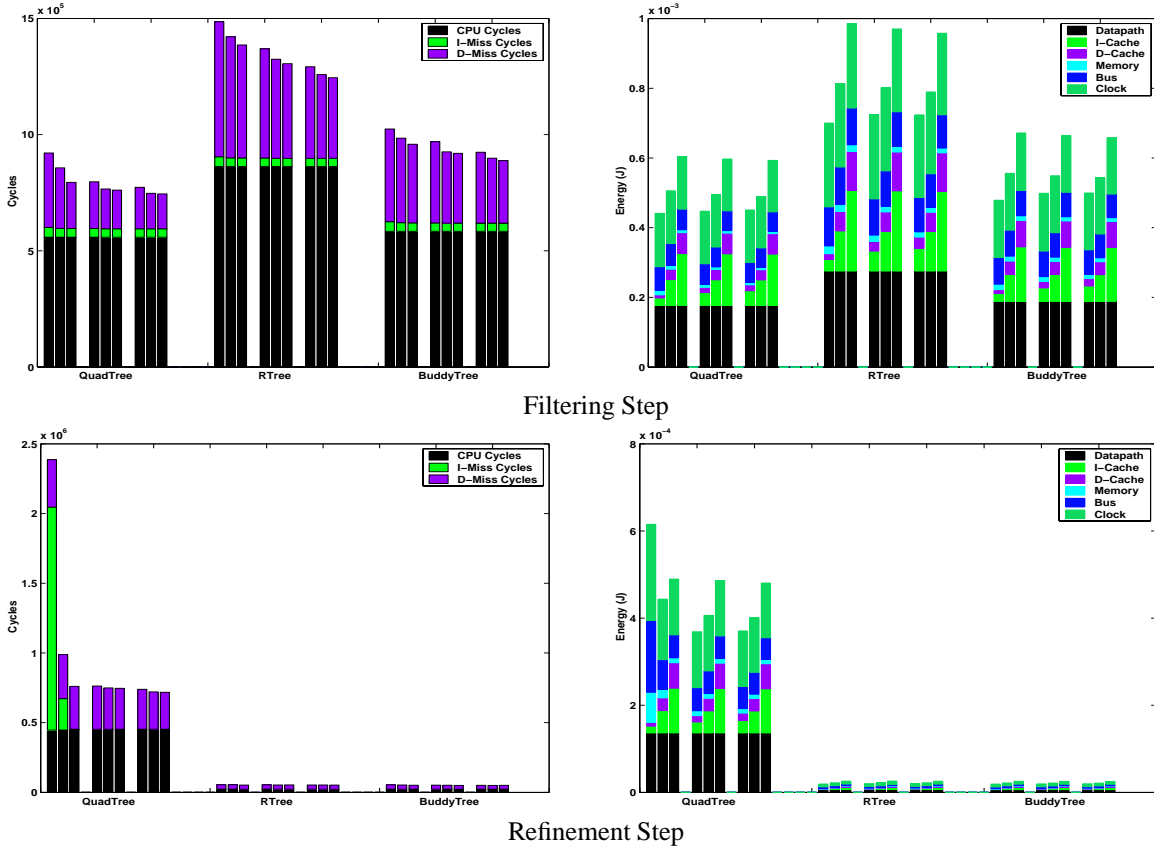 x 10⁵
15
10
5
0
Cycles
CPU Cycles
I−Miss Cycles
D−Miss Cycles
QuadTree RTree BuddyTree
x 10⁻³
1
0.8
0.6
0.4
0.2
0
Energy (J)
Datapath
I−Cache
D−Cache
Memory
Bus
Clock
QuadTree RTree BuddyTree
Filtering Step
x 10⁶
2.5
2
1.5
1
0.5
0
Cycles
CPU Cycles
I−Miss Cycles
D−Miss Cycles
QuadTree RTree BuddyTree
x 10⁻⁴
8
6
4
2
0
Energy (J)
Datapath
I−Cache
D−Cache
Memory
Bus
Clock
QuadTree RTree BuddyTree
Refinement Step